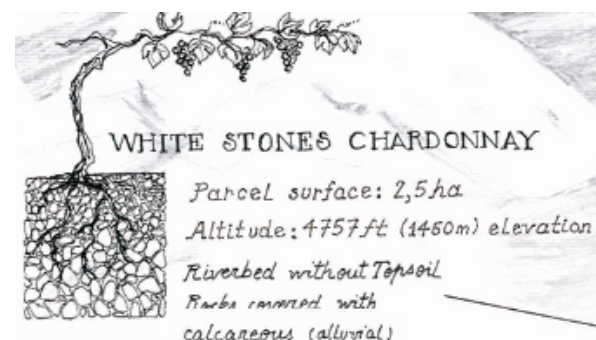 WHITE STONES CHARDONNAY
Parcel surface: 2,5ha
Altitude: 4757ft (1450m) elevation
Riverbed without Topsoil
Rocks covered with
calcareous (alluvial)